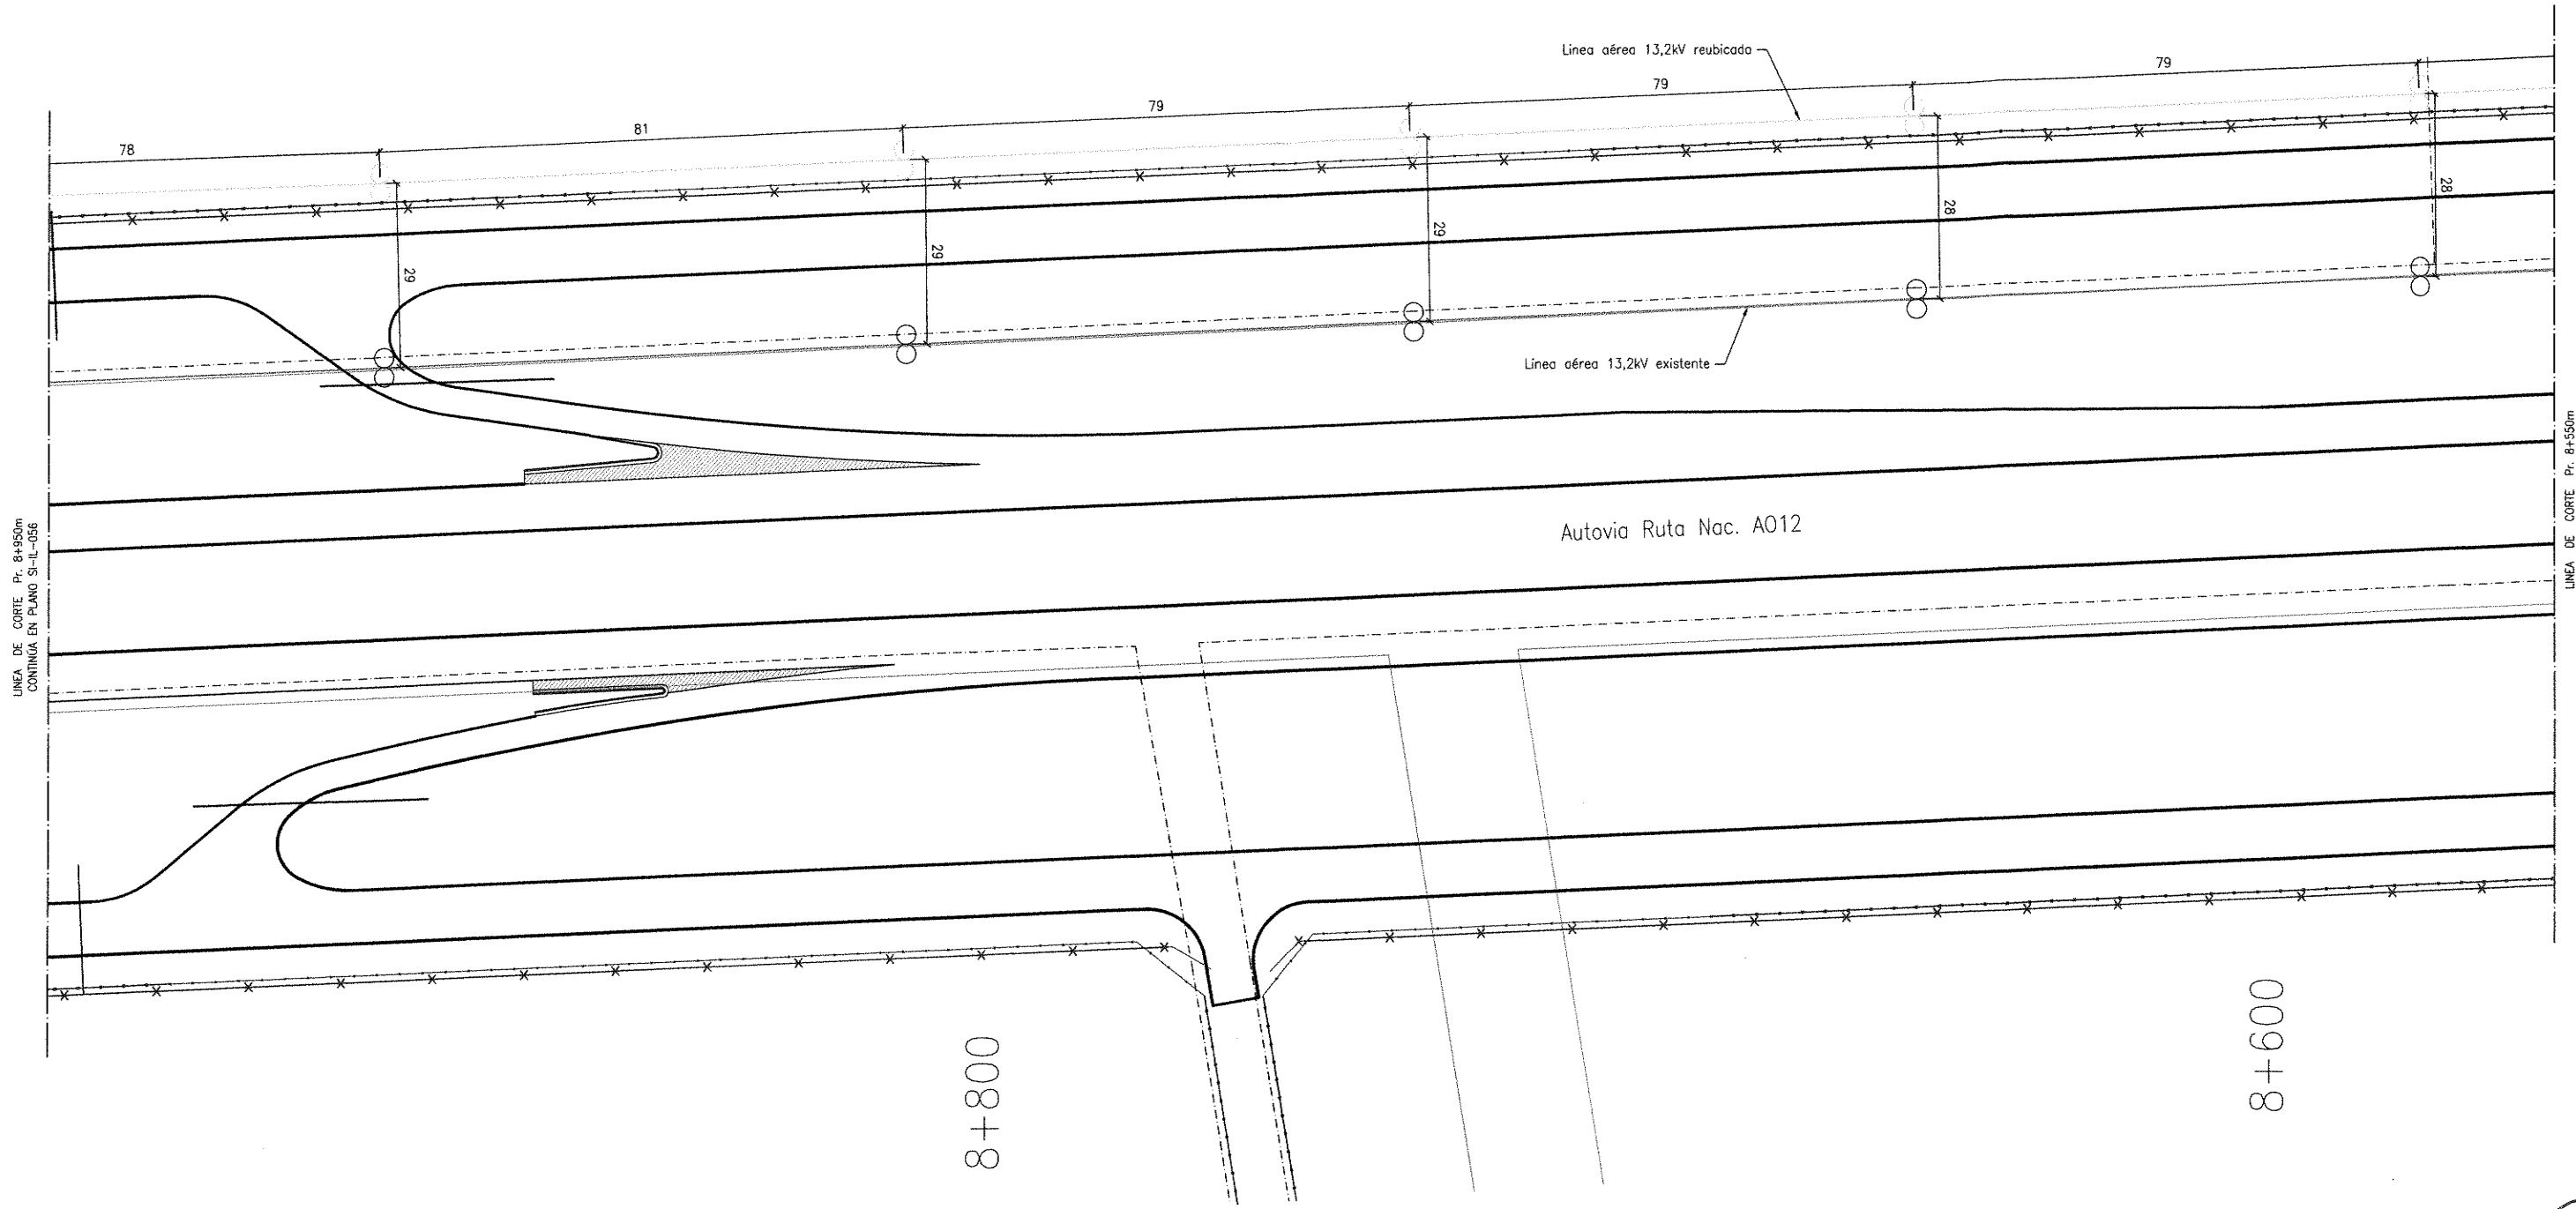 Linea aérea 13,2kV reubicada
79
79
79
81
78
28
28
29
29
29
Linea aérea 13,2kV existente
LINEA DE CORTE Pr. 8+950m
CONTINÚA EN PLANO SI-IL-056
Autovia Ruta Nac. AO12
LINEA DE CORTE Pr. 8+550m
8+800
8+600